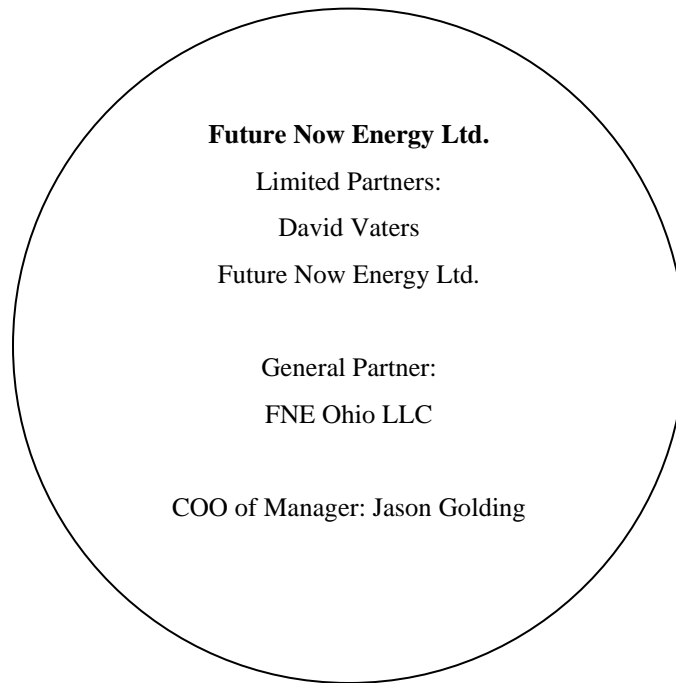 Future Now Energy Ltd.
Limited Partners:
David Vaters
Future Now Energy Ltd.
General Partner:
FNE Ohio LLC
COO of Manager: Jason Golding